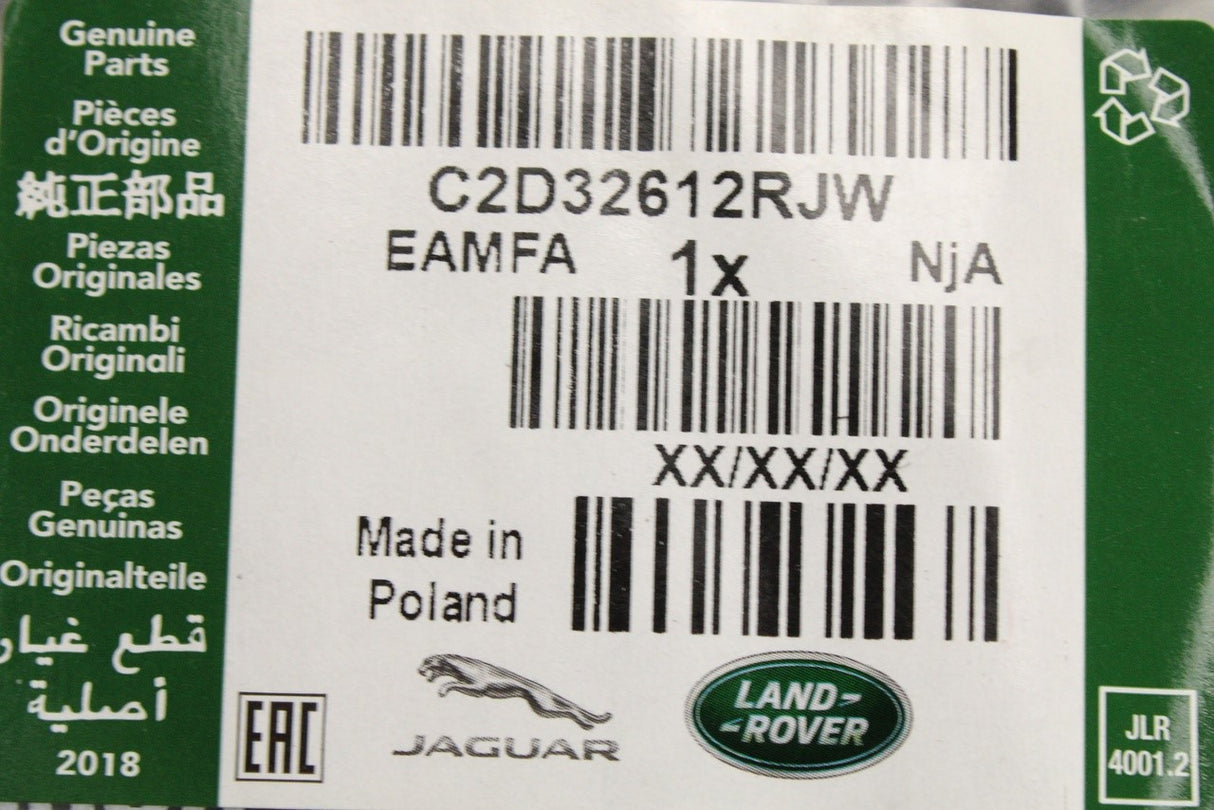 Genuine
Parts
Pièces
d'Origine
純正部品
Piezas
Originales
Ricambi
Originali
Originele
Onderdelen
Peças
Genuinas
Originalteile
قطع غيار
أصلية
2018
C2D32612RJW
EAMFA 1x NjA
XX/XX/XX
Made in
Poland
EAC
JAGUAR
LAND-
-ROVER
JLR
4001.2